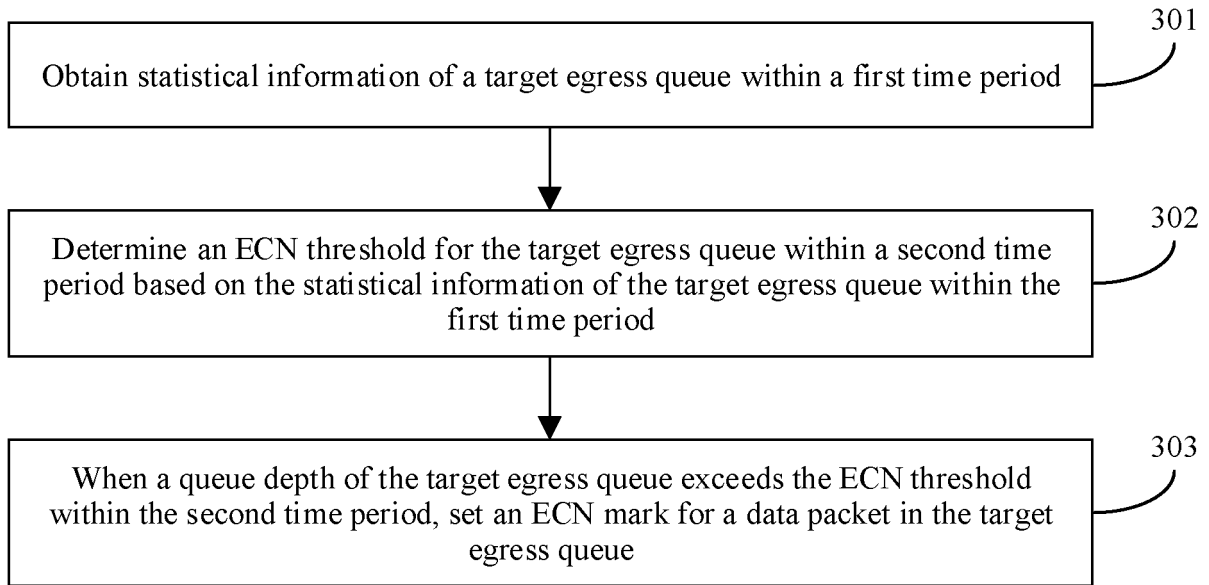 301
Obtain statistical information of a target egress queue within a first time period
302
Determine an ECN threshold for the target egress queue within a second time
period based on the statistical information of the target egress queue within the
first time period
303
When a queue depth of the target egress queue exceeds the ECN threshold
within the second time period, set an ECN mark for a data packet in the target
egress queue